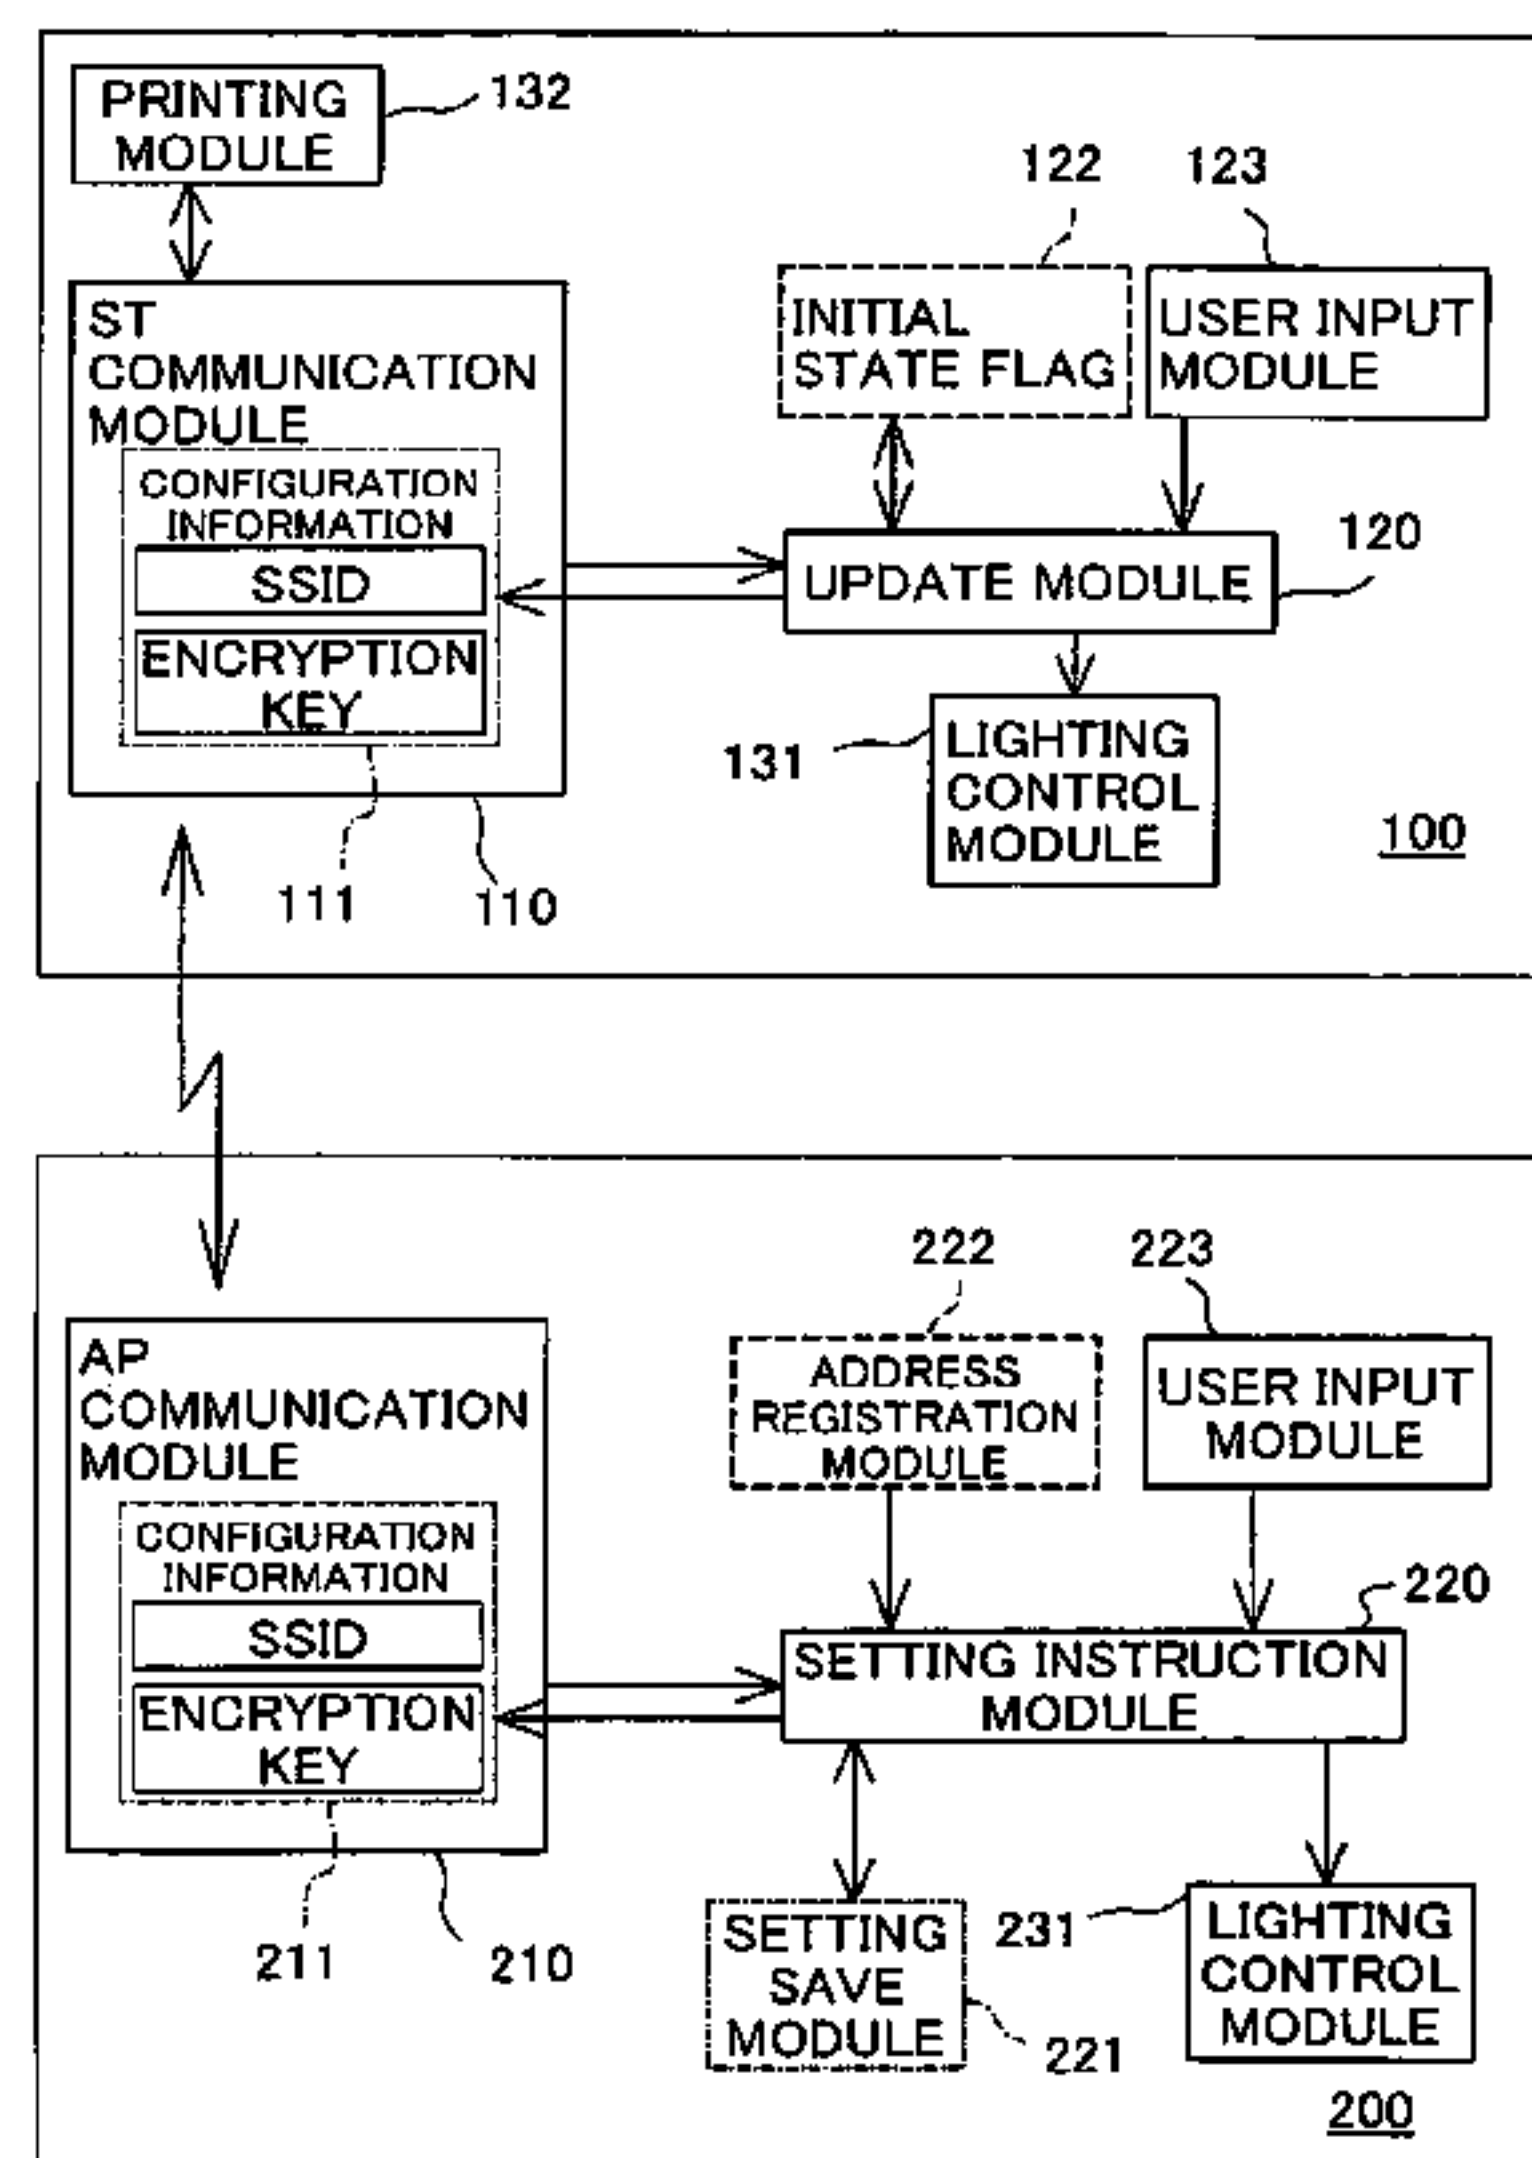 PRINTING
MODULE
132
122
123
ST
COMMUNICATION
MODULE
INITIAL
STATE FLAG
USER INPUT
MODULE
CONFIGURATION
INFORMATION
SSID
ENCRYPTION
KEY
UPDATE MODULE
120
131
LIGHTING
CONTROL
MODULE
100
111
110
222
223
AP
COMMUNICATION
MODULE
ADDRESS
REGISTRATION
MODULE
USER INPUT
MODULE
CONFIGURATION
INFORMATION
SSID
ENCRYPTION
KEY
220
SETTING INSTRUCTION
MODULE
211
210
SETTING
SAVE
MODULE
221
231
LIGHTING
CONTROL
MODULE
200